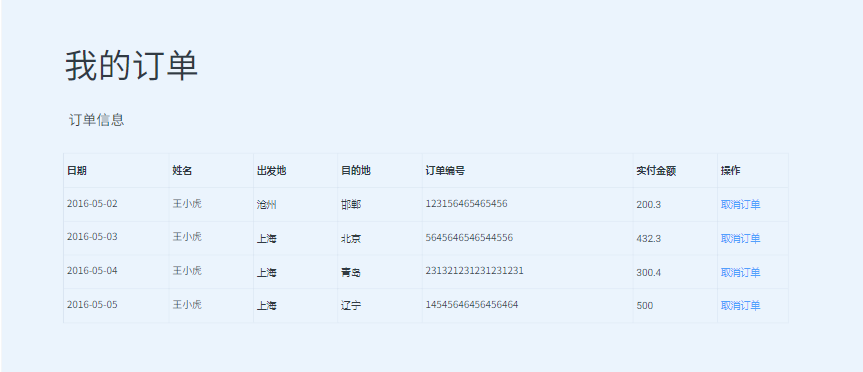 我的订单
订单信息
日期 姓名 出发地 目的地 订单编号 实付金额 操作
2016-05-02 王小虎 沧州 邯郸 123156465465456 200.3 取消订单
2016-05-03 王小虎 上海 北京 5645646546544556 432.3 取消订单
2016-05-04 王小虎 上海 青岛 231321231231231231 300.4 取消订单
2016-05-05 王小虎 上海 辽宁 14545646456456464 500 取消订单